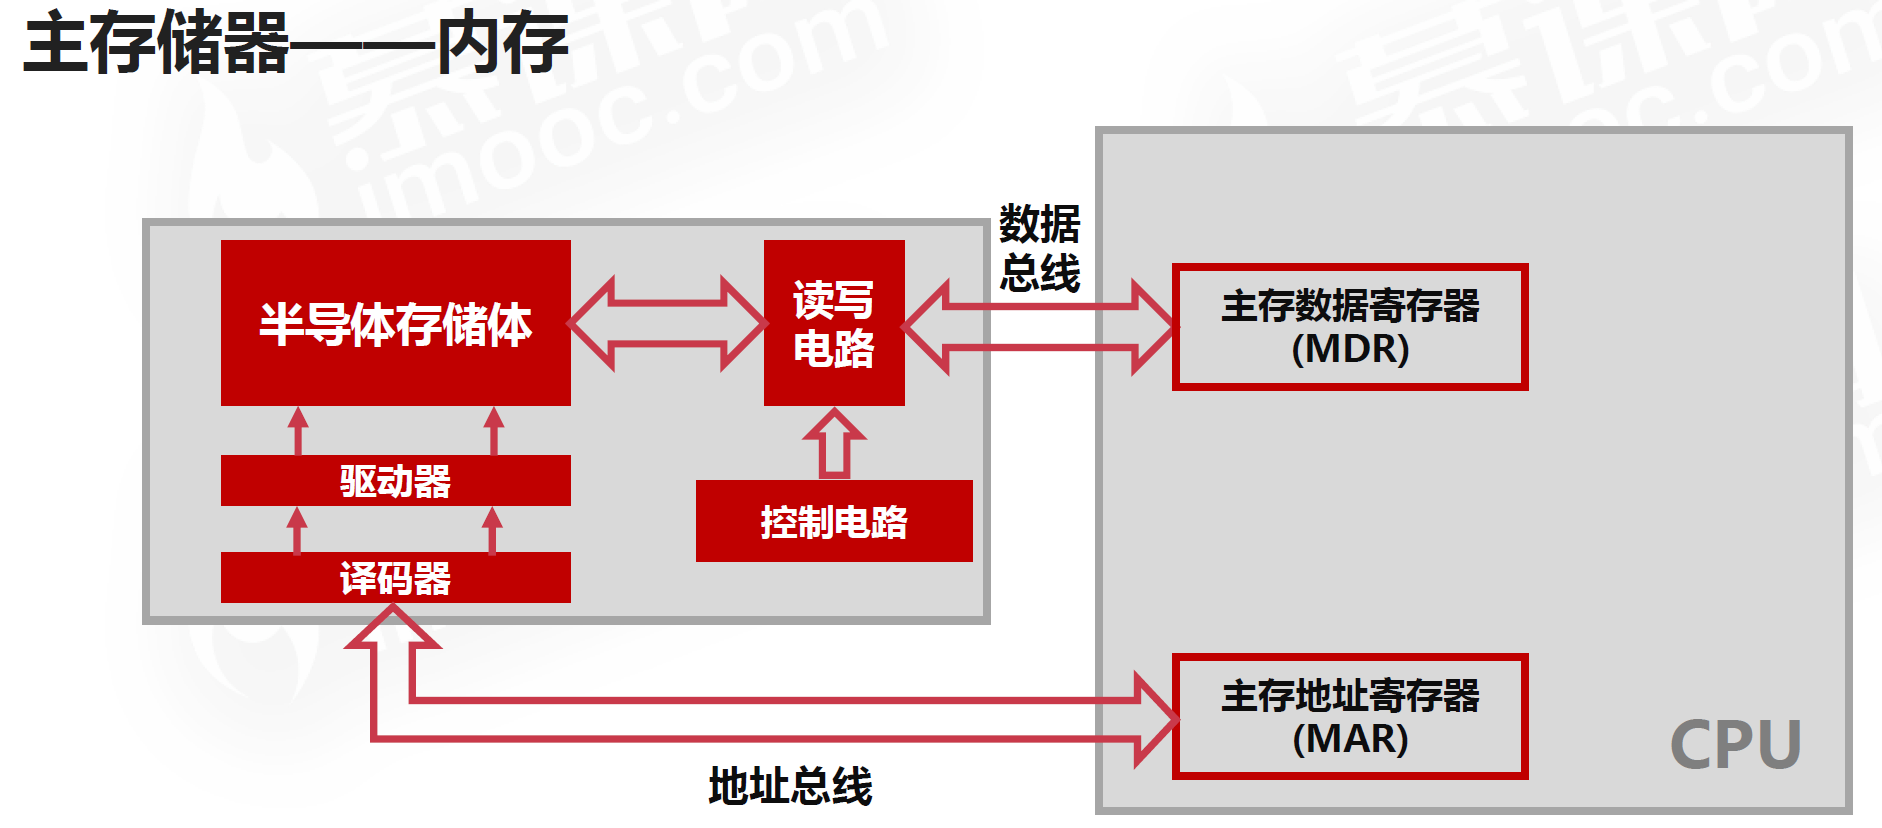 主存储器——内存
慕课网
imooc.com
数据
总线
半导体存储体
读写
电路
主存数据寄存器
(MDR)
驱动器
控制电路
译码器
主存地址寄存器
(MAR)
CPU
地址总线